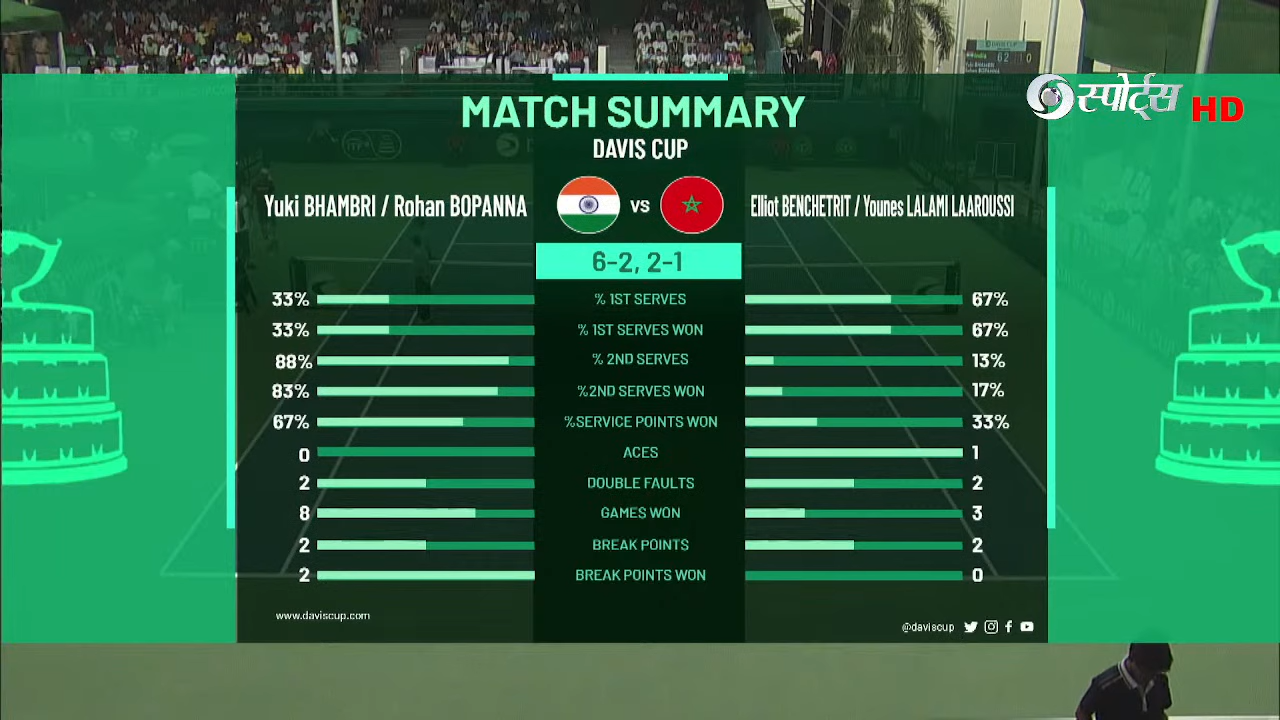 स्पोर्ट्स HD
MATCH SUMMARY
DAVIS CUP
Yuki BHAMBRI / Rohan BOPANNA vs Elliot BENCHETRIT / Younes LALAMI LAAROUSSI
6-2, 2-1
33% % 1ST SERVES 67%
33% % 1ST SERVES WON 67%
88% % 2ND SERVES 13%
83% %2ND SERVES WON 17%
67% %SERVICE POINTS WON 33%
0 ACES 1
2 DOUBLE FAULTS 2
8 GAMES WON 3
2 BREAK POINTS 2
2 BREAK POINTS WON 0
www.daviscup.com
@daviscup